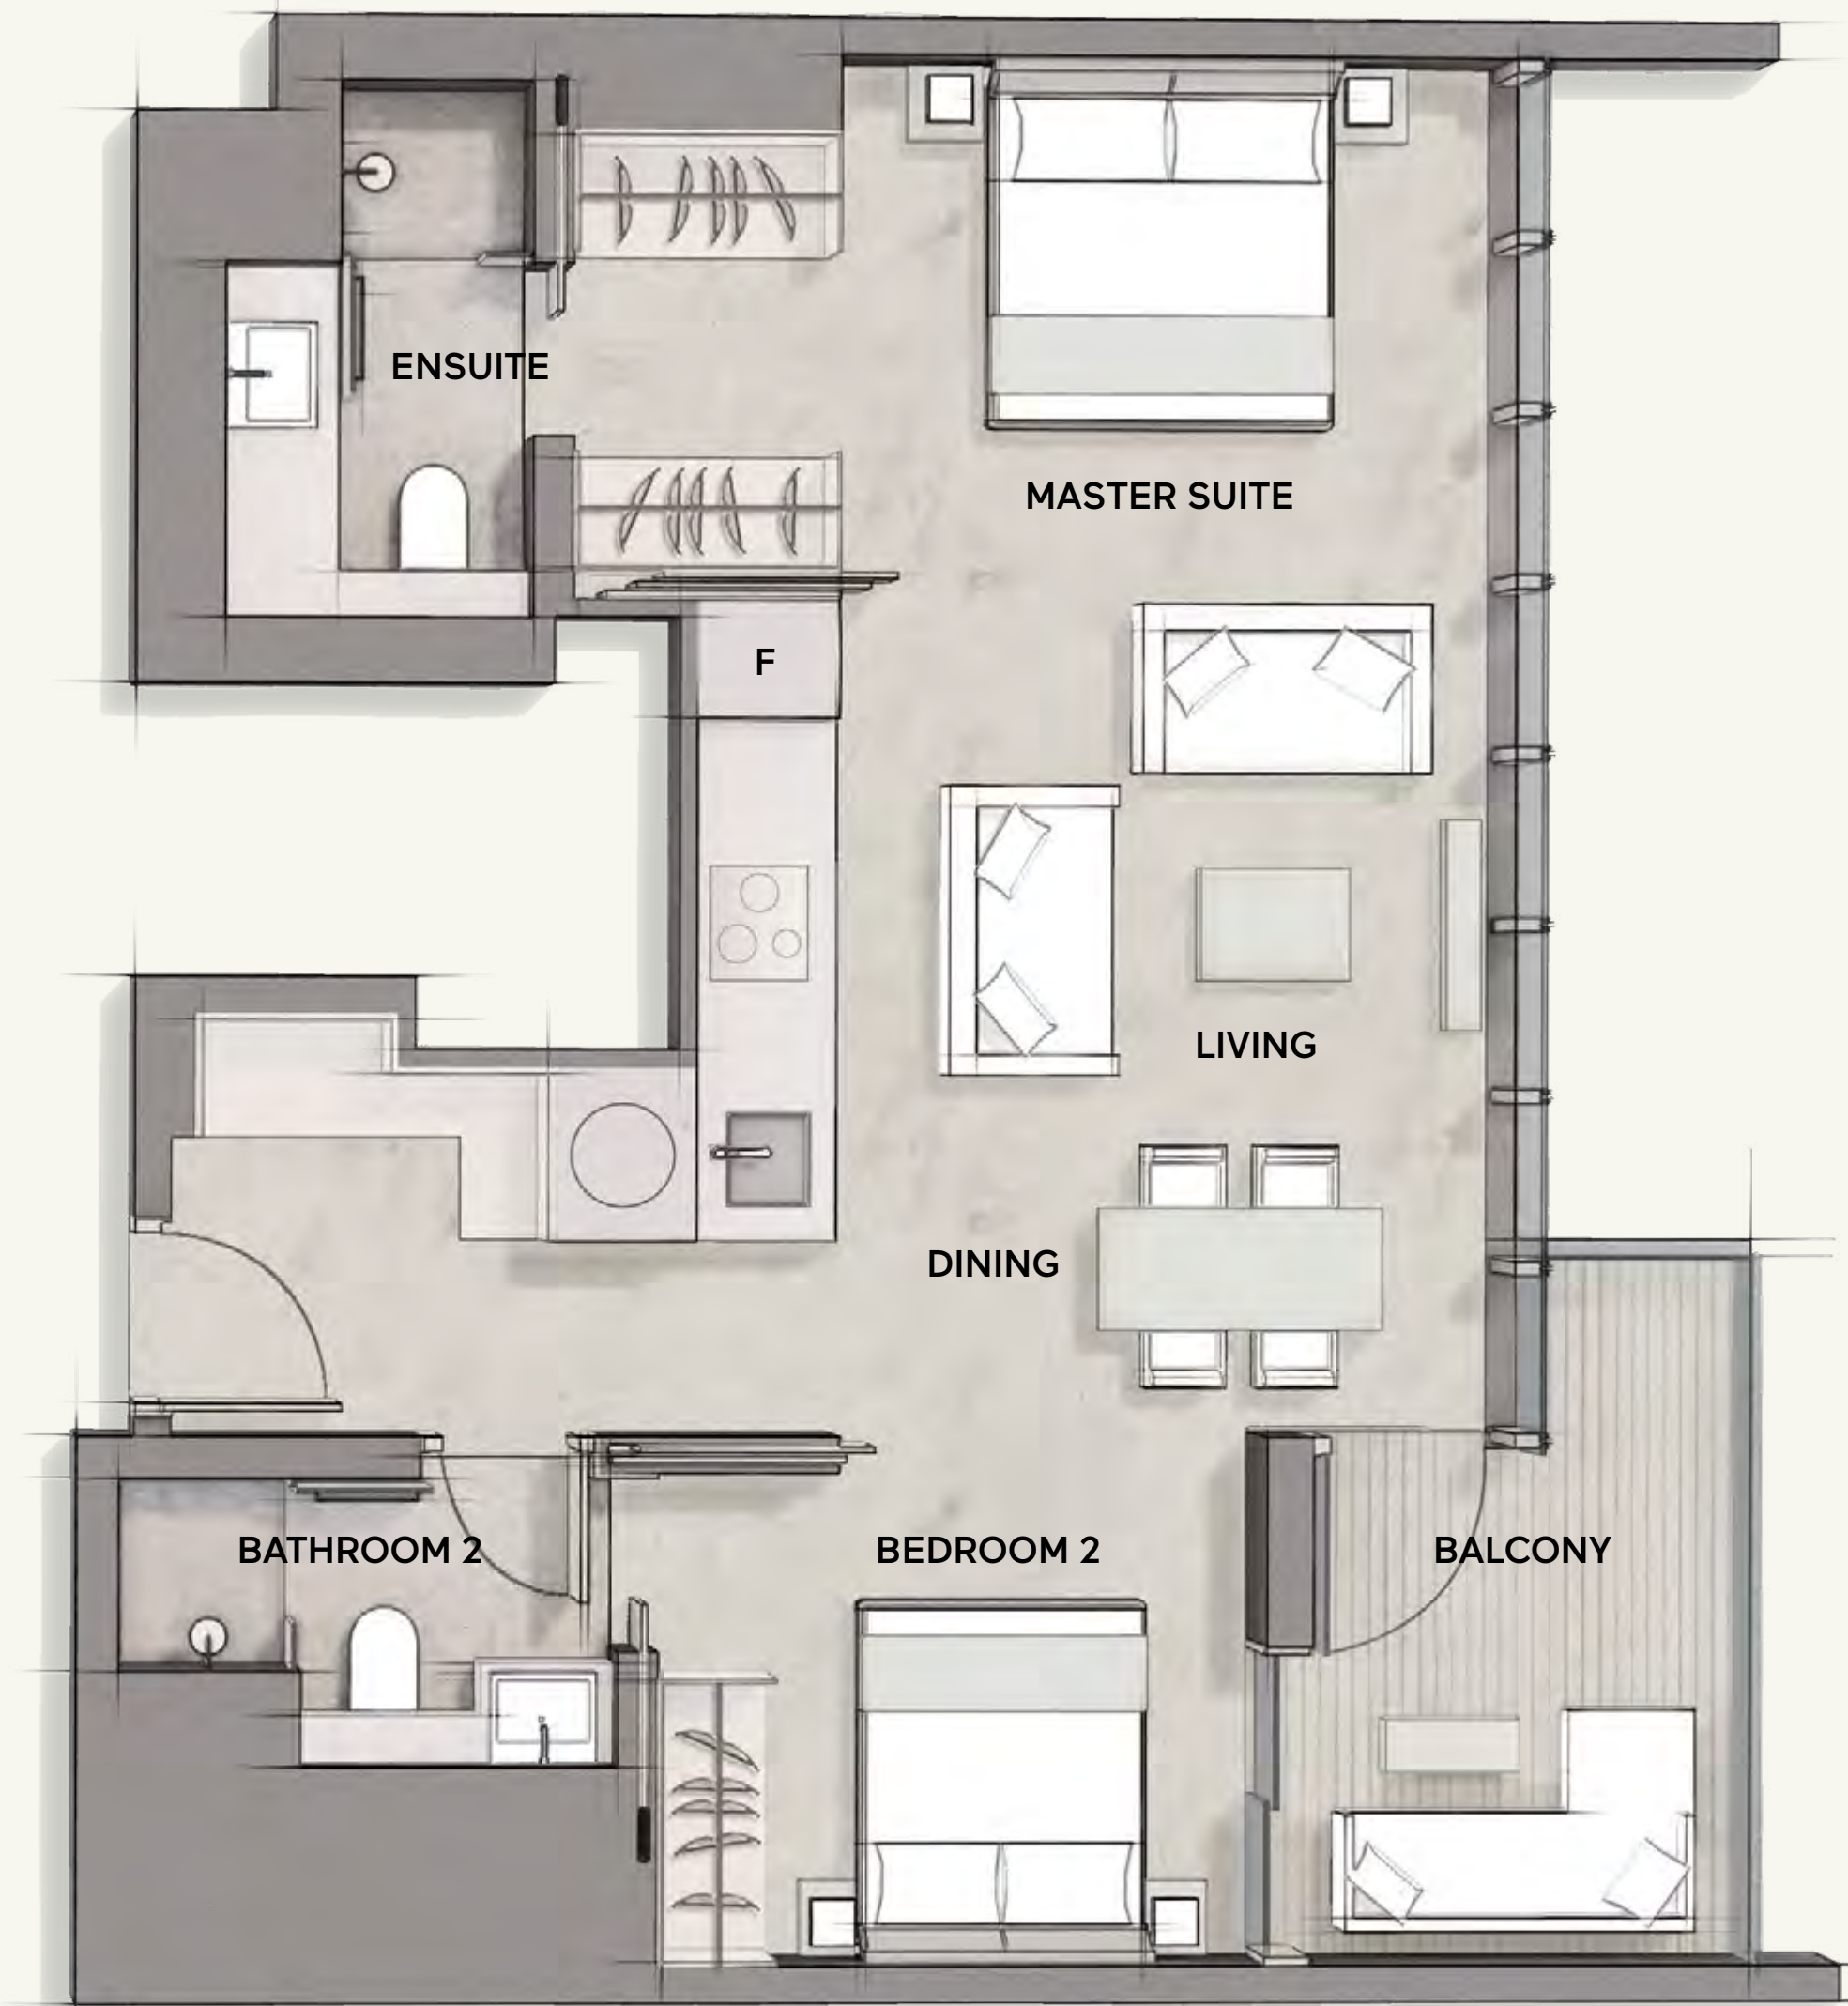 ENSUITE
MASTER SUITE
F
LIVING
DINING
BATHROOM 2
BEDROOM 2
BALCONY